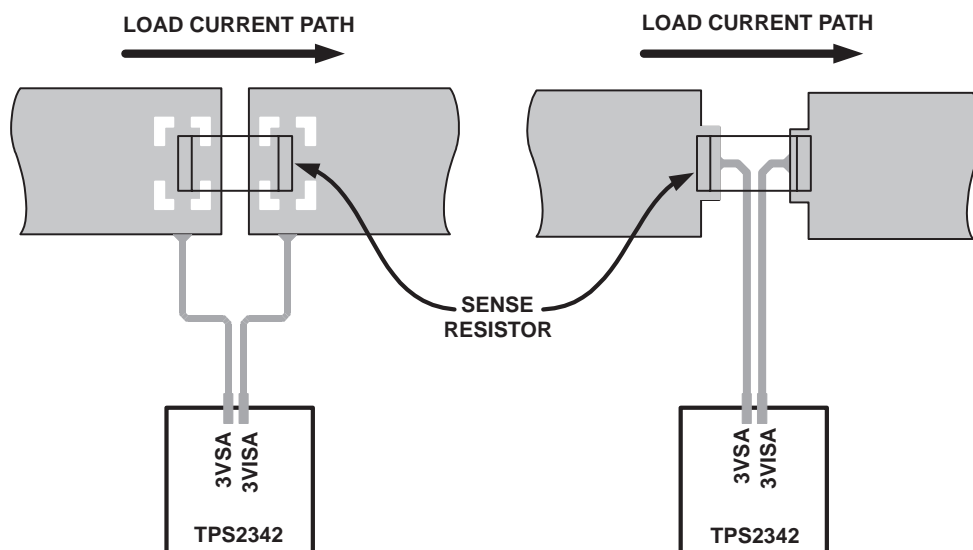 LOAD CURRENT PATH
LOAD CURRENT PATH
SENSE
RESISTOR
3VSA
3VISA
TPS2342
3VSA
3VISA
TPS2342